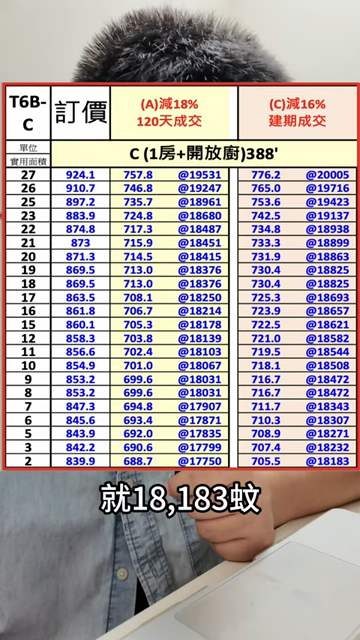 T6B-C 訂價 (A)減18% 120天成交 (C)減16% 建期成交
單位 實用面積 C (1房+開放廚)388'
27 924.1 757.8 @19531 776.2 @20005
26 910.7 746.8 @19247 765.0 @19716
25 897.2 735.7 @18961 753.6 @19423
23 883.9 724.8 @18680 742.5 @19137
22 874.8 717.3 @18487 734.8 @18938
21 873 715.9 @18451 733.3 @18899
20 871.3 714.5 @18415 731.9 @18863
19 869.5 713.0 @18376 730.4 @18825
18 869.5 713.0 @18376 730.4 @18825
17 863.5 708.1 @18250 725.3 @18693
16 861.8 706.7 @18214 723.9 @18657
15 860.1 705.3 @18178 722.5 @18621
12 858.3 703.8 @18139 721.0 @18582
11 856.6 702.4 @18103 719.5 @18544
10 854.9 701.0 @18067 718.1 @18508
9 853.2 699.6 @18031 716.7 @18472
8 853.2 699.6 @18031 716.7 @18472
7 847.3 694.8 @17907 711.7 @18343
6 845.6 693.4 @17871 710.3 @18307
5 843.9 692.0 @17835 708.9 @18271
3 842.2 690.6 @17799 707.4 @18232
2 839.9 688.7 @17750 705.5 @18183
就18,183蚊